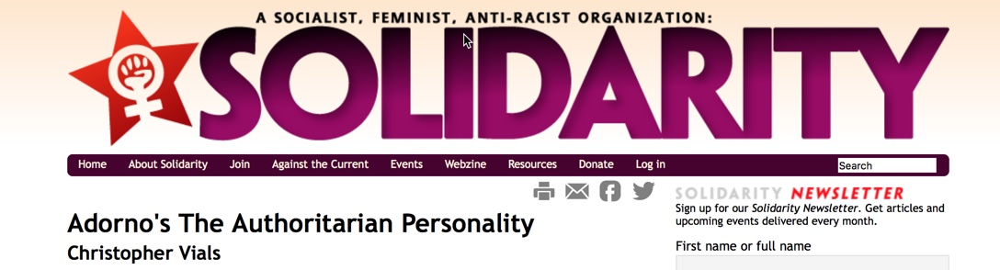 A SOCIALIST, FEMINIST, ANTI-RACIST ORGANIZATION:
SOLIDARITY
Home About Solidarity Join Against the Current Events Webzine Resources Donate Log in Search
SOLIDARITY NEWSLETTER
Sign up for our Solidarity Newsletter. Get articles and
upcoming events delivered every month.
Adorno's The Authoritarian Personality
Christopher Vials
First name or full name